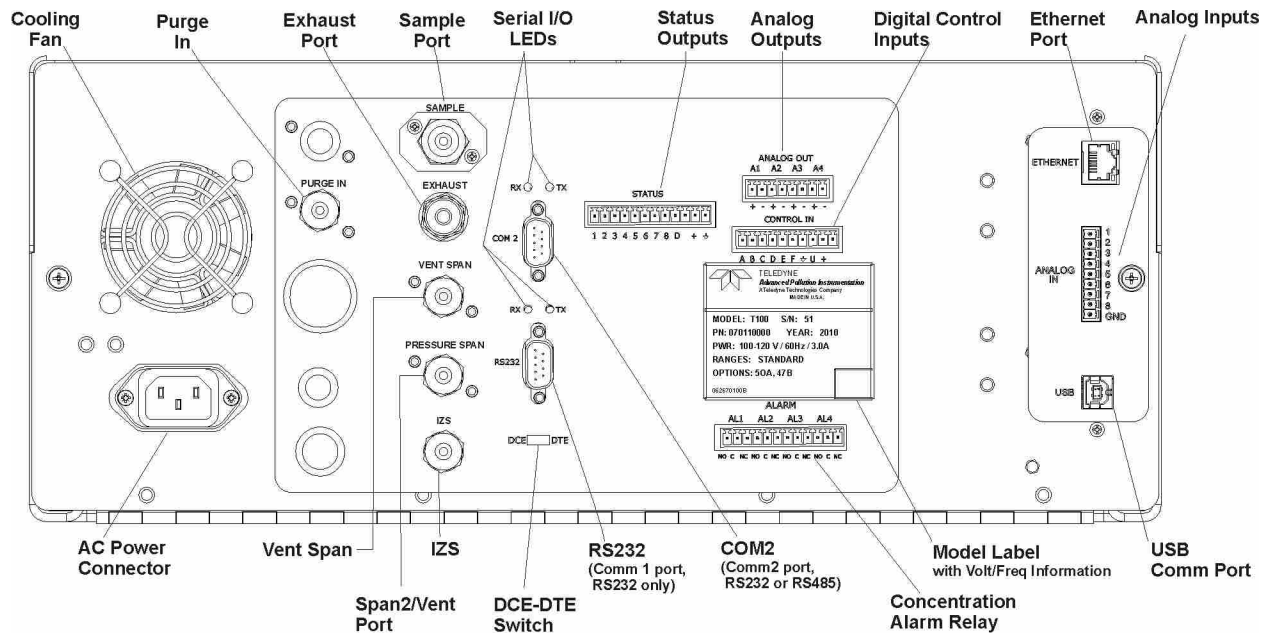 Cooling
Fan
Purge
In
Exhaust
Port
Sample
Port
Serial I/O
LEDs
Status
Outputs
Analog
Outputs
Digital Control
Inputs
Ethernet
Port
Analog Inputs
SAMPLE
PURGE IN
EXHAUST
RX TX
COM 2
STATUS
1 2 3 4 5 6 7 8 D +
ANALOG OUT
A1 A2 A3 A4
+ - + - + - + -
CONTROL IN
A B C D E F U +
ETHERNET
ANALOG
IN
1
2
3
4
5
6
7
8
GND
VENT SPAN
RX TX
TELEDYNE
Advanced Pollution Instrumentation
A Teledyne Technologies Company
MADE IN U.S.A.
MODEL: T100 S/N: 51
PN: 070110000 YEAR: 2010
PWR: 100-120 V / 60Hz / 3.0A
RANGES: STANDARD
OPTIONS: 50A, 47B
062670100B
PRESSURE SPAN
RS232
USB
IZS
DCE DTE
ALARM
AL1 AL2 AL3 AL4
NO C NC NO C NC NO C NC NO C NC
AC Power
Connector
Vent Span
Span2/Vent
Port
IZS
DCE-DTE
Switch
RS232
(Comm 1 port,
RS232 only)
COM2
(Comm2 port,
RS232 or RS485)
Concentration
Alarm Relay
Model Label
with Volt/Freq Information
USB
Comm Port